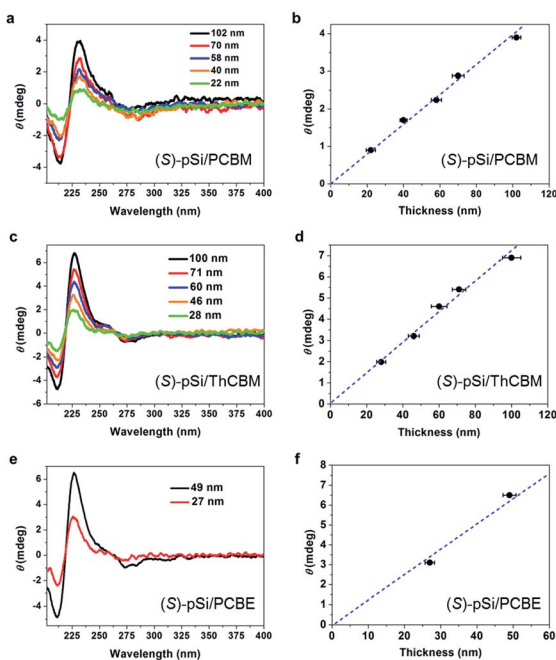 a
102 nm
70 nm
58 nm
40 nm
22 nm
4
2
0
-2
-4
225 250 275 300 325 350 375 400
θ (mdeg)
Wavelength (nm)
(S)-pSi/PCBM
b
4
3
2
1
0
0 20 40 60 80 100 120
θ (mdeg)
Thickness (nm)
(S)-pSi/PCBM
c
100 nm
71 nm
60 nm
46 nm
28 nm
6
4
2
0
-2
-4
-6
225 250 275 300 325 350 375 400
θ (mdeg)
Wavelength (nm)
(S)-pSi/ThCBM
d
7
6
5
4
3
2
1
0
0 20 40 60 80 100 120
θ (mdeg)
Thickness (nm)
(S)-pSi/ThCBM
e
49 nm
27 nm
6
4
2
0
-2
-4
225 250 275 300 325 350 375 400
θ (mdeg)
Wavelength (nm)
(S)-pSi/PCBE
f
8
7
6
5
4
3
2
1
0
0 10 20 30 40 50 60
θ (mdeg)
Thickness (nm)
(S)-pSi/PCBE